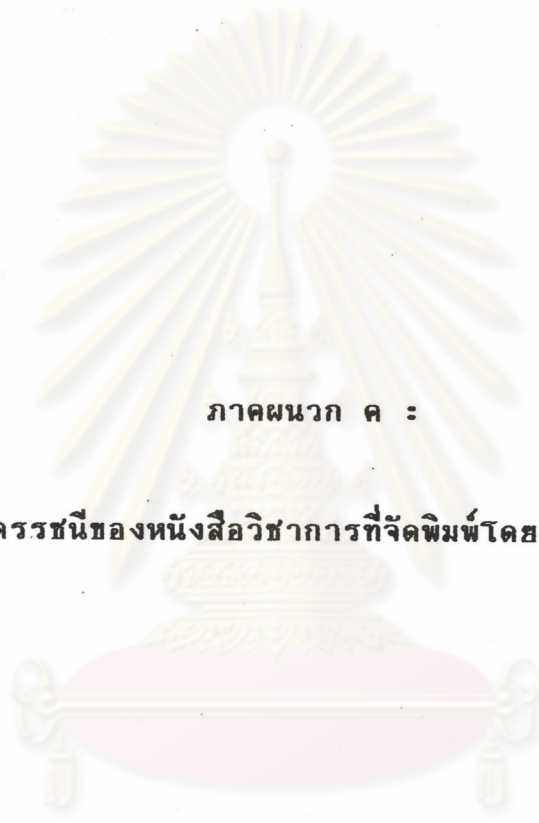 ภาคผนวก ค :
ดรรชนีของหนังสือวิชาการที่จัดพิมพ์โดย